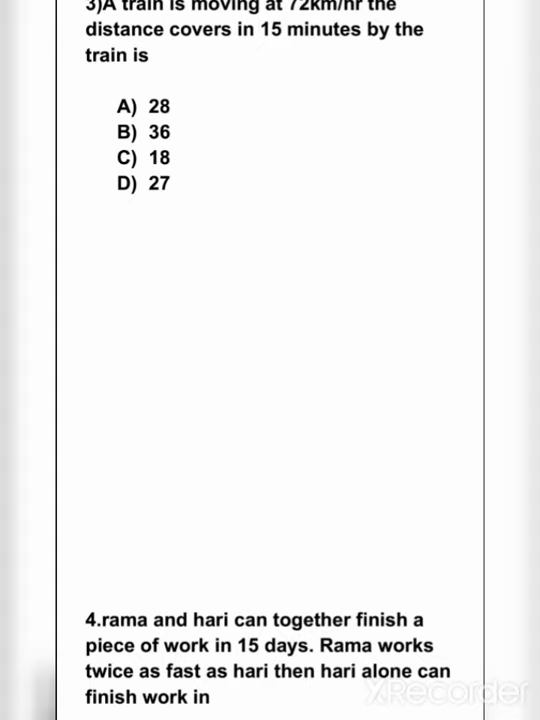 3)A train is moving at 72km/hr the
distance covers in 15 minutes by the
train is
A) 28
B) 36
C) 18
D) 27
4.rama and hari can together finish a
piece of work in 15 days. Rama works
twice as fast as hari then hari alone can
finish work in
XRecorder